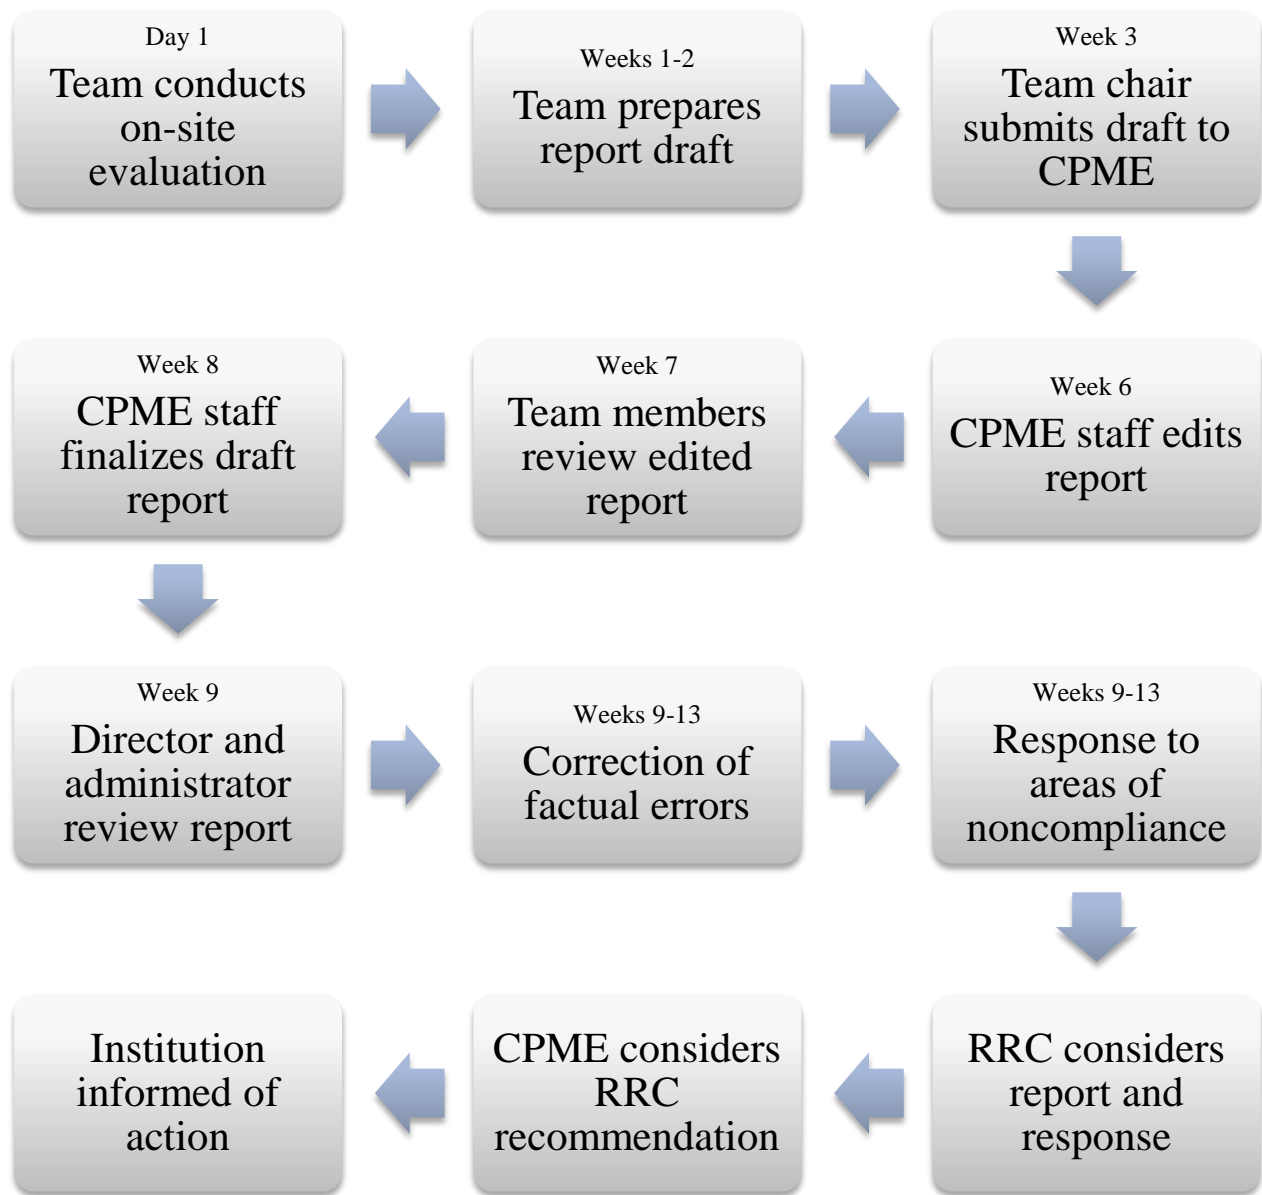 Day 1
Team conducts
on-site
evaluation
Weeks 1-2
Team prepares
report draft
Week 3
Team chair
submits draft to
CPME
Week 6
CPME staff edits
report
Week 7
Team members
review edited
report
Week 8
CPME staff
finalizes draft
report
Week 9
Director and
administrator
review report
Weeks 9-13
Correction of
factual errors
Weeks 9-13
Response to
areas of
noncompliance
RRC considers
report and
response
CPME considers
RRC
recommendation
Institution
informed of
action